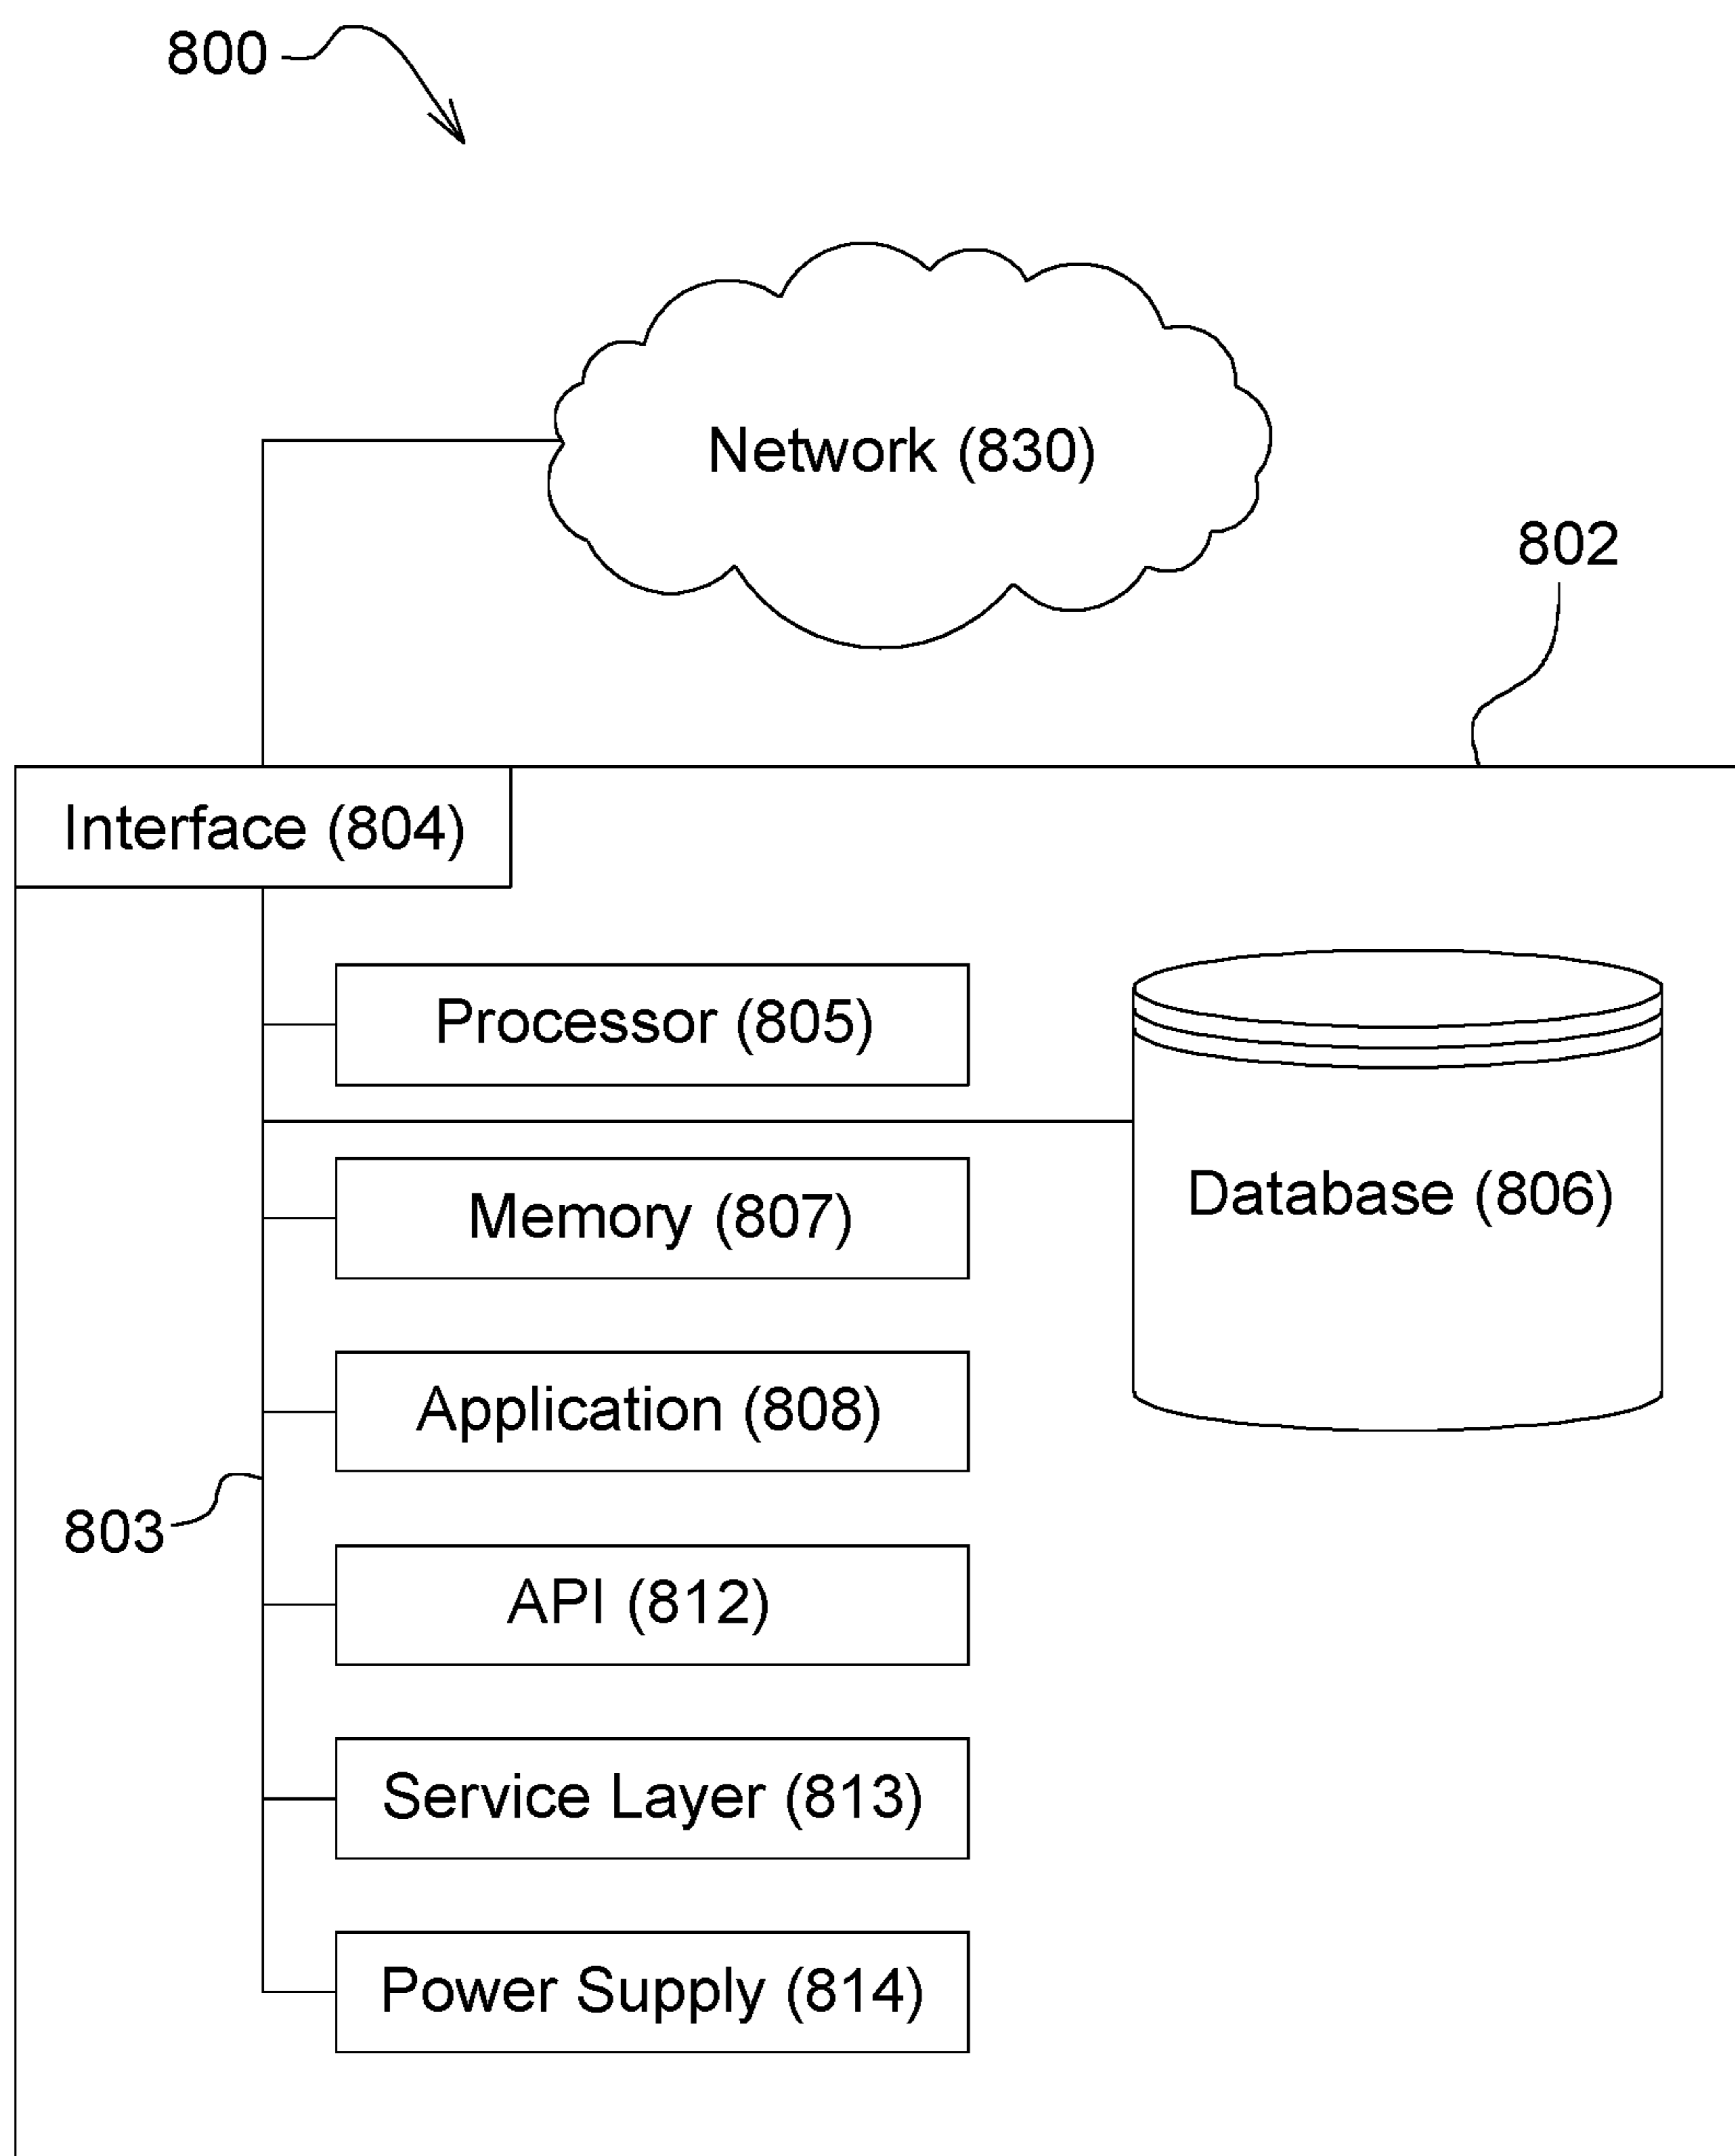 800
Network (830)
802
Interface (804)
Processor (805)
Memory (807)
Database (806)
Application (808)
803
API (812)
Service Layer (813)
Power Supply (814)